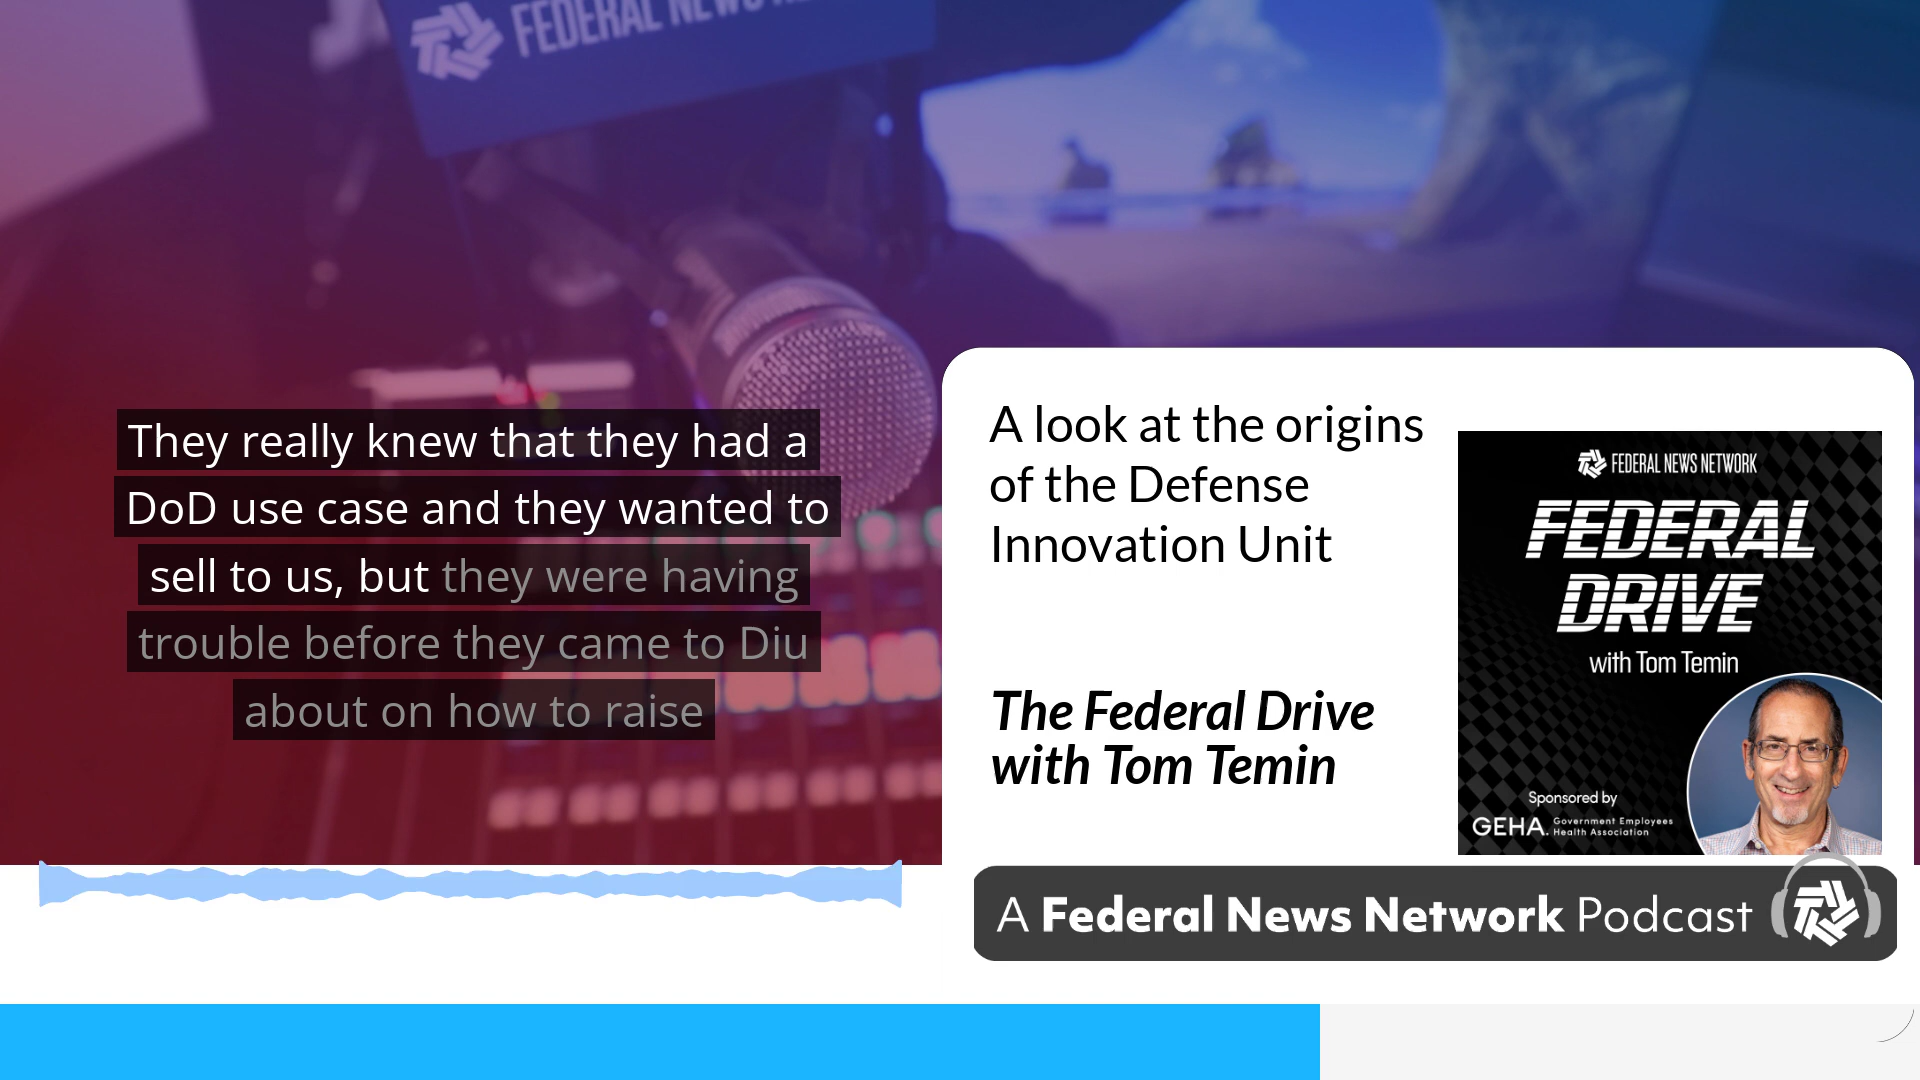 FEDERAL NEWS
They really knew that they had a
DoD use case and they wanted to
sell to us, but they were having
trouble before they came to Diu
about on how to raise
A look at the origins
of the Defense
Innovation Unit
The Federal Drive
with Tom Temin
FEDERAL NEWS NETWORK
FEDERAL
DRIVE
with Tom Temin
Sponsored by
GEHA. Government Employees
Health Association
A Federal News Network Podcast